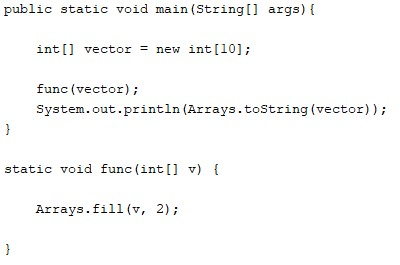 public static void main(String[] args){
int[] vector = new int[10];
func(vector);
System.out.println(Arrays.toString(vector));
}
static void func(int[] v) {
Arrays.fill(v, 2);
}